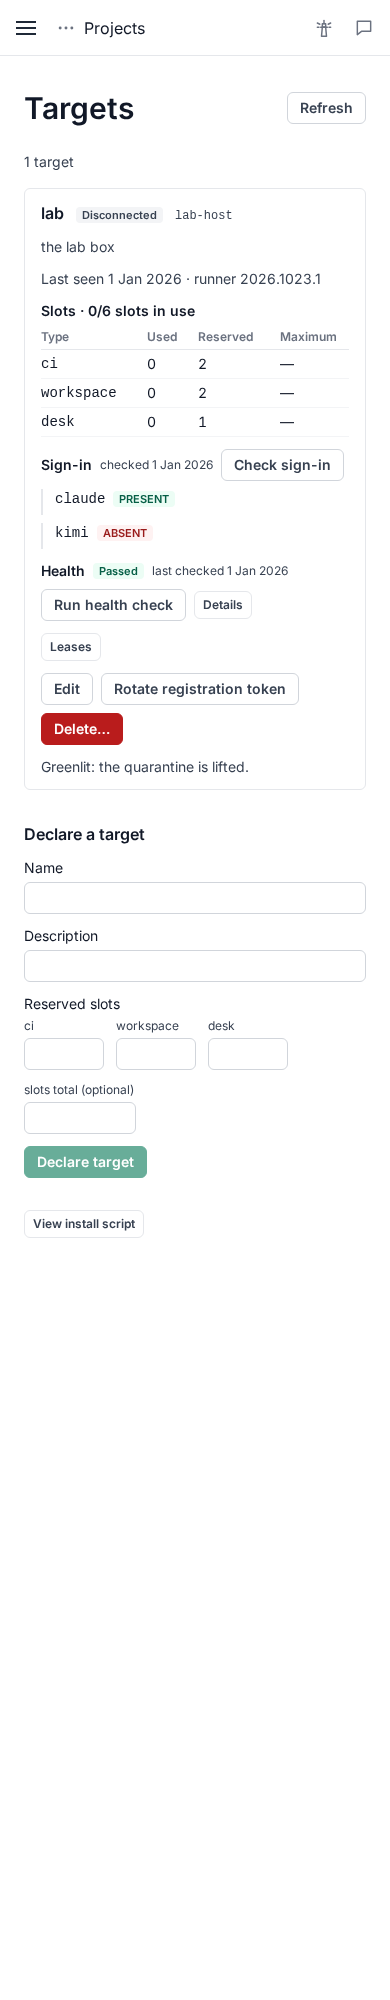 ··· Projects
Targets
Refresh
1 target
lab Disconnected lab-host
the lab box
Last seen 1 Jan 2026 · runner 2026.1023.1
Slots · 0/6 slots in use
Type Used Reserved Maximum
ci 0 2 —
workspace 0 2 —
desk 0 1 —
Sign-in checked 1 Jan 2026 Check sign-in
claude PRESENT
kimi ABSENT
Health Passed last checked 1 Jan 2026
Run health check Details
Leases
Edit Rotate registration token
Delete...
Greenlit: the quarantine is lifted.
Declare a target
Name
Description
Reserved slots
ci workspace desk
slots total (optional)
Declare target
View install script